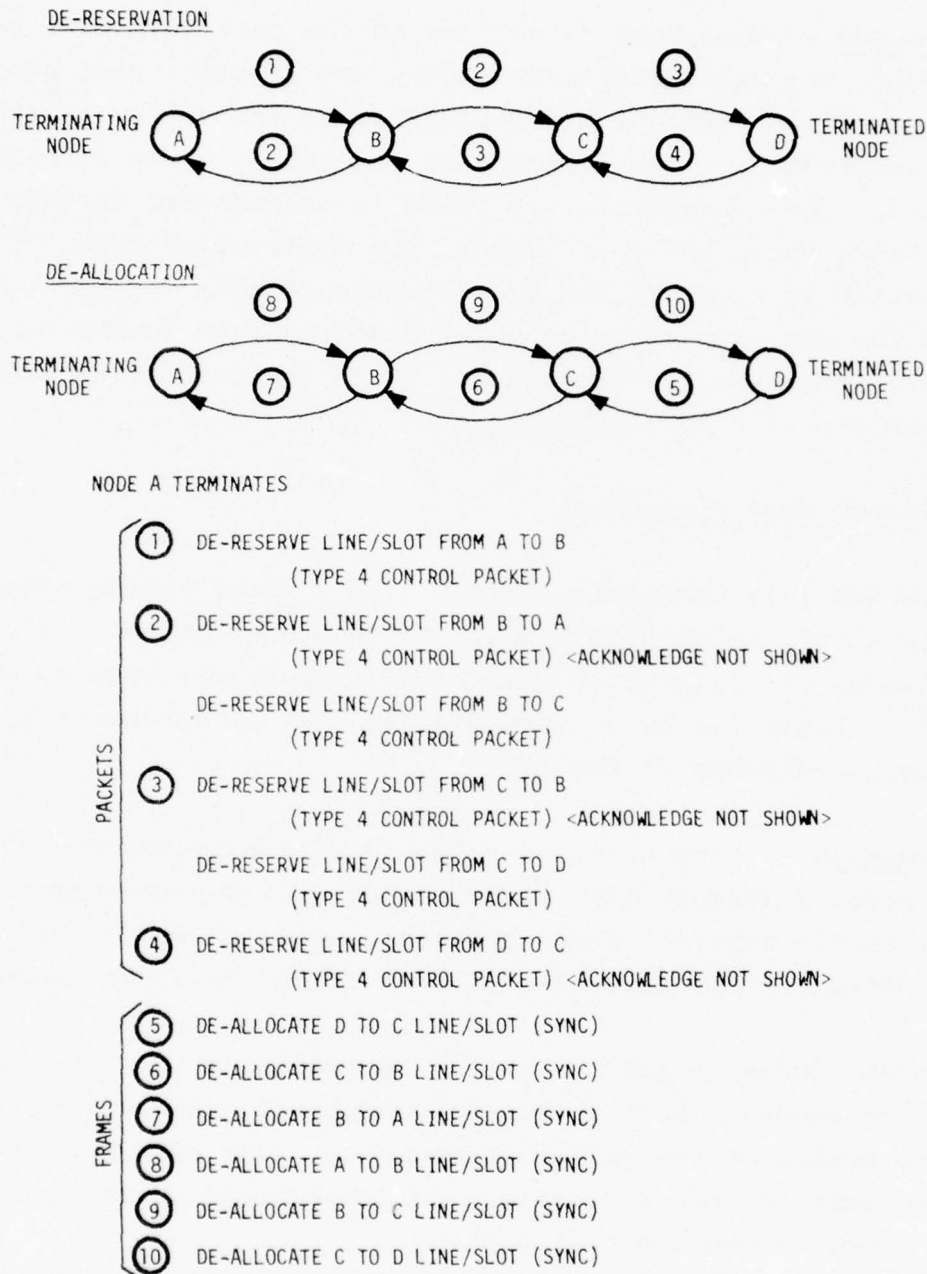 DE-RESERVATION
1 2 3
TERMINATING NODE A B C D TERMINATED NODE
2 3 4
DE-ALLOCATION
8 9 10
TERMINATING NODE A B C D TERMINATED NODE
7 6 5
NODE A TERMINATES
PACKETS
1 DE-RESERVE LINE/SLOT FROM A TO B
(TYPE 4 CONTROL PACKET)
2 DE-RESERVE LINE/SLOT FROM B TO A
(TYPE 4 CONTROL PACKET) <ACKNOWLEDGE NOT SHOWN>
DE-RESERVE LINE/SLOT FROM B TO C
(TYPE 4 CONTROL PACKET)
3 DE-RESERVE LINE/SLOT FROM C TO B
(TYPE 4 CONTROL PACKET) <ACKNOWLEDGE NOT SHOWN>
DE-RESERVE LINE/SLOT FROM C TO D
(TYPE 4 CONTROL PACKET)
4 DE-RESERVE LINE/SLOT FROM D TO C
(TYPE 4 CONTROL PACKET) <ACKNOWLEDGE NOT SHOWN>
FRAMES
5 DE-ALLOCATE D TO C LINE/SLOT (SYNC)
6 DE-ALLOCATE C TO B LINE/SLOT (SYNC)
7 DE-ALLOCATE B TO A LINE/SLOT (SYNC)
8 DE-ALLOCATE A TO B LINE/SLOT (SYNC)
9 DE-ALLOCATE B TO C LINE/SLOT (SYNC)
10 DE-ALLOCATE C TO D LINE/SLOT (SYNC)